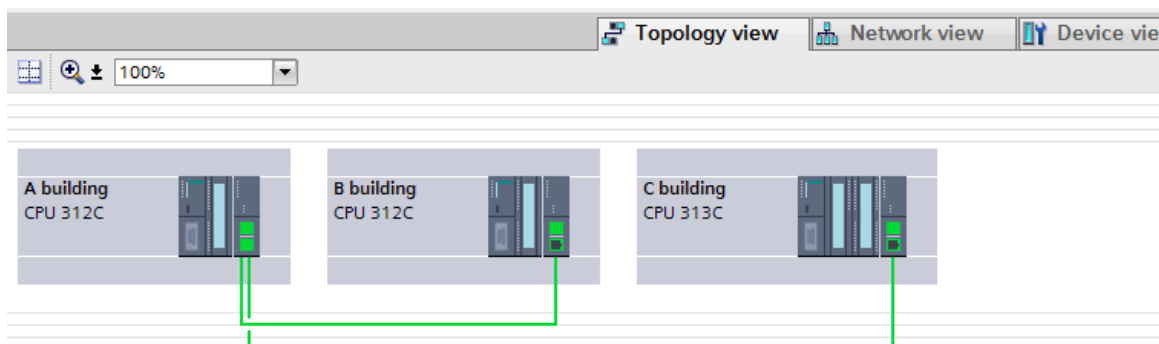 Topology view
Network view
Device vie
100%
A building
CPU 312C
B building
CPU 312C
C building
CPU 313C